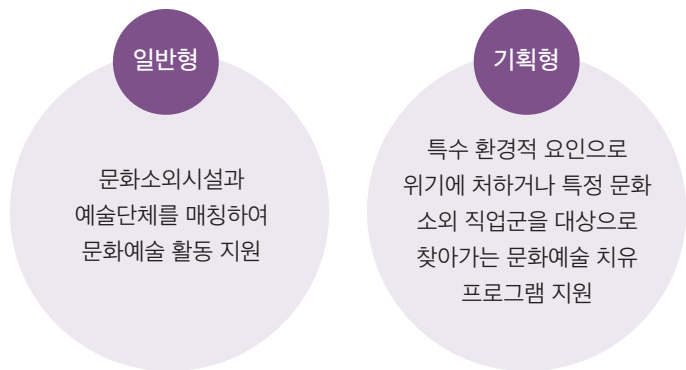 일반형
문화소외시설과
예술단체를 매칭하여
문화예술 활동 지원
기획형
특수 환경적 요인으로
위기에 처하거나 특정 문화
소외 직업군을 대상으로
찾아가는 문화예술 치유
프로그램 지원